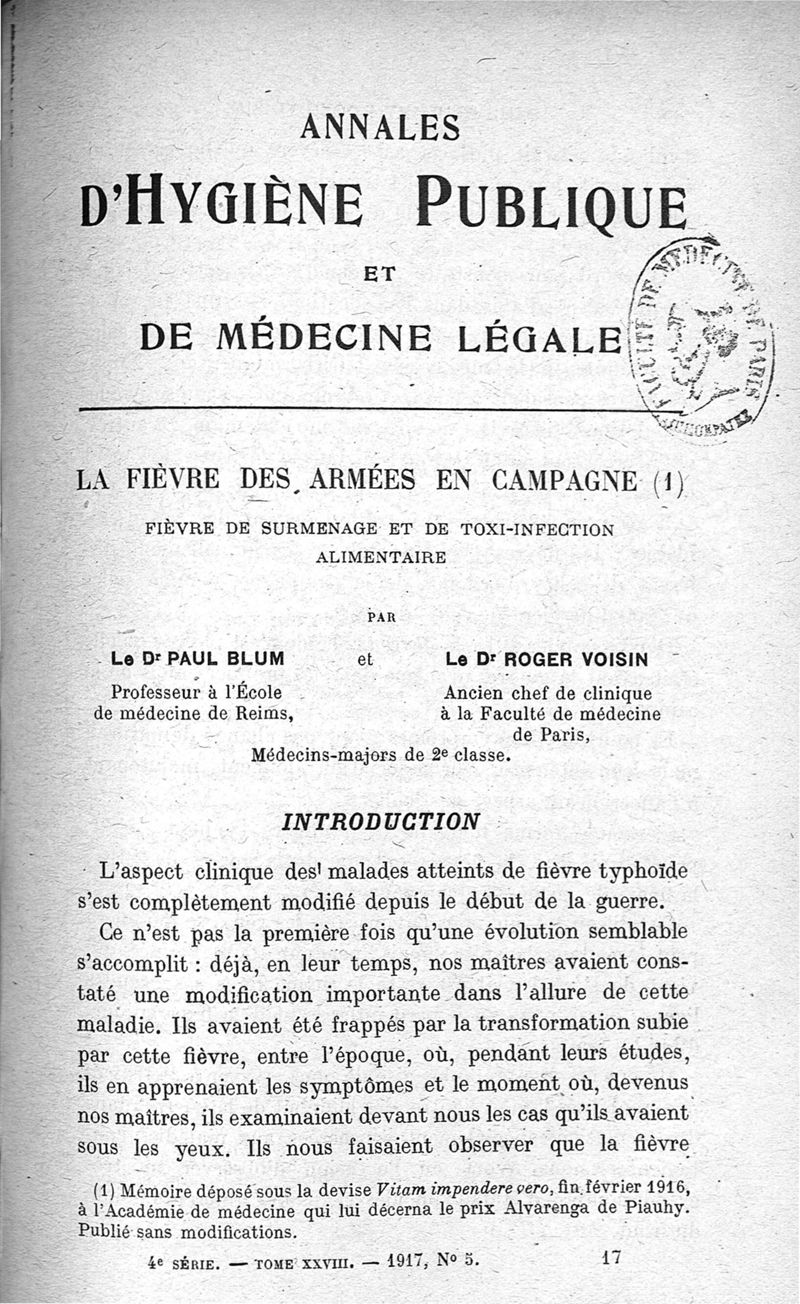 ANNALES
D'HYGIÈNE PUBLIQUE
ET
DE MÉDECINE LÉGALE
FACULTÉ DE MÉDECINE DE PARIS
LA FIÈVRE DES ARMÉES EN CAMPAGNE (1)
FIÈVRE DE SURMENAGE ET DE TOXI-INFECTION
ALIMENTAIRE
PAR
Le Dr PAUL BLUM et Le Dr ROGER VOISIN
Professeur à l'École
de médecine de Reims,
Ancien chef de clinique
à la Faculté de médecine
de Paris,
Médecins-majors de 2e classe.
INTRODUCTION
L'aspect clinique des malades atteints de fièvre typhoïde
s'est complètement modifié depuis le début de la guerre.
Ce n'est pas la première fois qu'une évolution semblable
s'accomplit : déjà, en leur temps, nos maîtres avaient cons-
taté une modification importante dans l'allure de cette
maladie. Ils avaient été frappés par la transformation subie
par cette fièvre, entre l'époque, où, pendant leurs études,
ils en apprenaient les symptômes et le moment où, devenus
nos maîtres, ils examinaient devant nous les cas qu'ils avaient
sous les yeux. Ils nous faisaient observer que la fièvre
(1) Mémoire déposé sous la devise Vitam impendere vero, fin février 1916,
à l'Académie de médecine qui lui décerna le prix Alvarenga de Piauhy.
Publié sans modifications.
4e SÉRIE. — TOME XXVIII. — 1917, No 5. 17